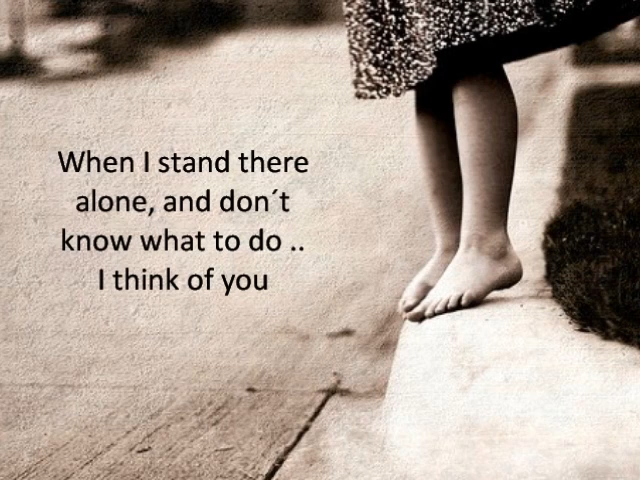 When I stand there
alone, and don´t
know what to do ..
I think of you